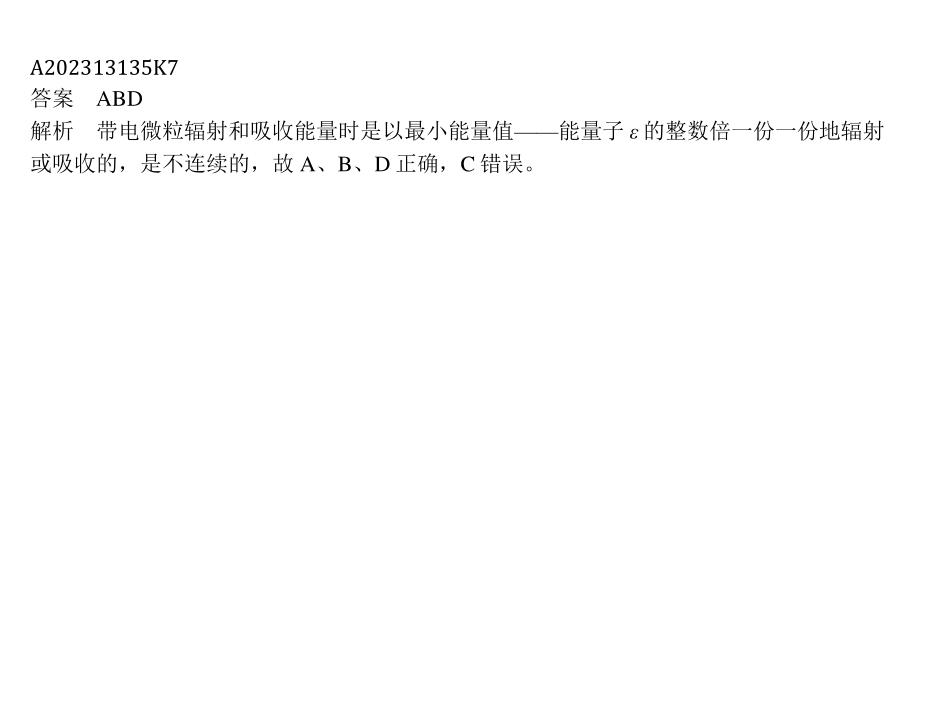 A202313135K7
答案　ABD
解析　带电微粒辐射和吸收能量时是以最小能量值——能量子 ε 的整数倍一份一份地辐射
或吸收的，是不连续的，故 A、B、D 正确，C 错误。